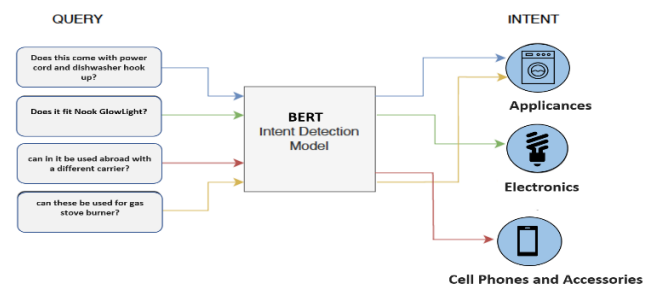 QUERY
INTENT
Does this come with power
cord and dishwasher hook
up?
Does it fit Nook GlowLight?
can in it be used abroad with
a different carrier?
can these be used for gas
stove burner?
BERT
Intent Detection
Model
Applicances
Electronics
Cell Phones and Accessories